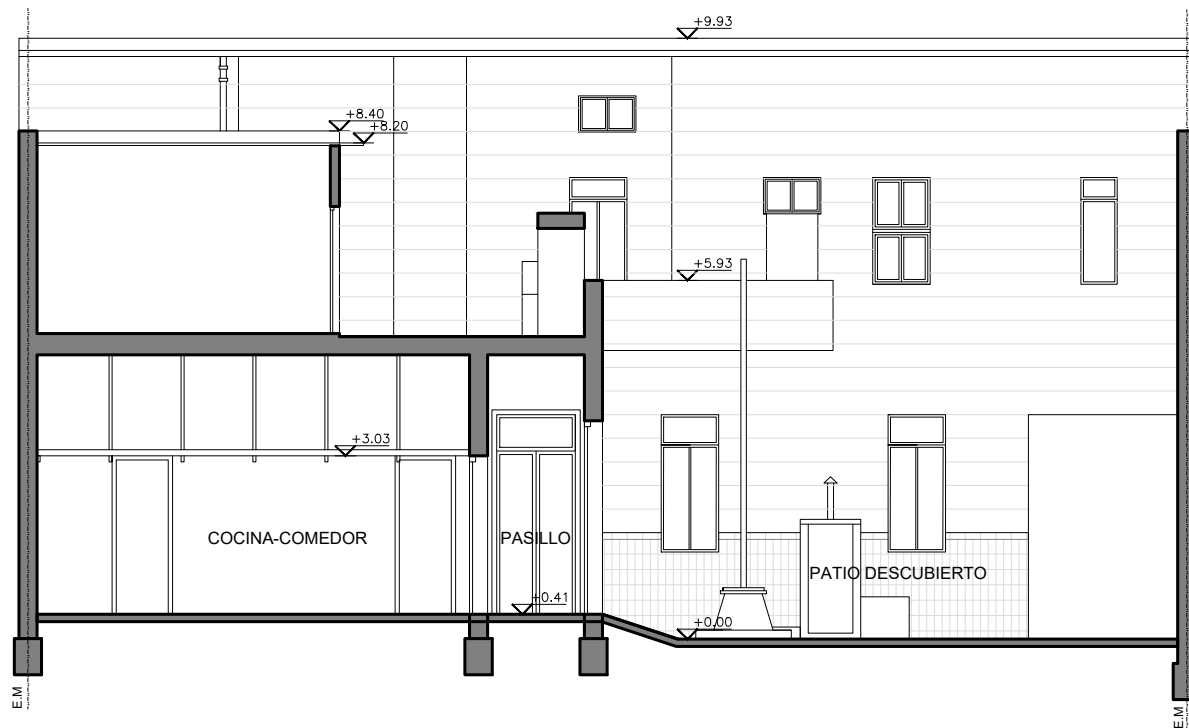 +9.93
+8.40
+8.20
+5.93
+3.03
COCINA-COMEDOR
PASILLO
PATIO DESCUBIERTO
+0.41
+0.00
E.M
E.M